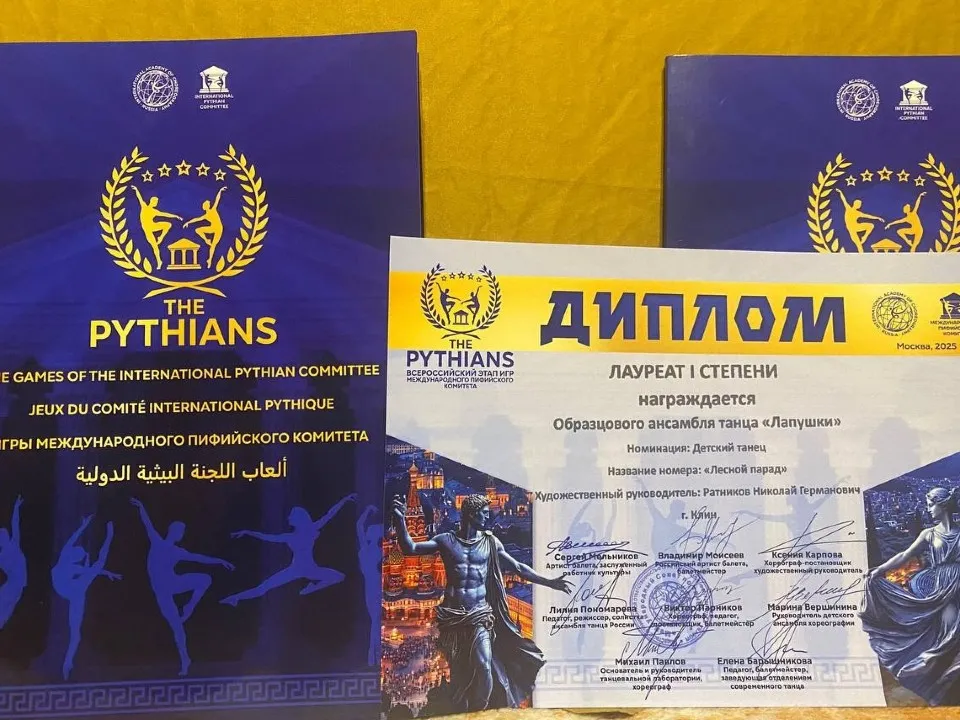 INTERNATIONAL
PYTHIAN
COMMITTEE
THE
PYTHIANS
GAMES OF THE INTERNATIONAL PYTHIAN COMMITTEE
JEUX DU COMITÉ INTERNATIONAL PYTHIQUE
ИГРЫ МЕЖДУНАРОДНОГО ПИФИЙСКОГО КОМИТЕТА
ألعاب اللجنة البيثية الدولية
INTERNATIONAL
PYTHIAN
COMMITTEE
THE
PYTHIANS
ВСЕРОССИЙСКИЙ ЭТАП ИГР
МЕЖДУНАРОДНОГО ПИФИЙСКОГО
КОМИТЕТА
ДИПЛОМ
Москва, 2025
ЛАУРЕАТ I СТЕПЕНИ
награждается
Образцового ансамбля танца «Лапушки»
Номинация: Детский танец
Название номера: «Лесной парад»
Художественный руководитель: Ратников Николай Германович
г. Клин
Сергей Мельников
Артист балета, заслуженный
работник культуры
Владимир Моисеев
Российский артист балета,
балетмейстер
Ксения Карпова
Хореограф-постановщик
художественный руководитель
Лилия Пономарева
Педагог, режиссер, солистка
ансамбля танца России
Виктор Парников
Хореограф, педагог,
балетмейстер
Марина Вершинина
Руководитель детского
ансамбля хореографии
Михаил Павлов
Основатель и руководитель
танцевальной лаборатории,
хореограф
Елена Барышникова
Педагог, балетмейстер,
заведующая отделением
современного танца